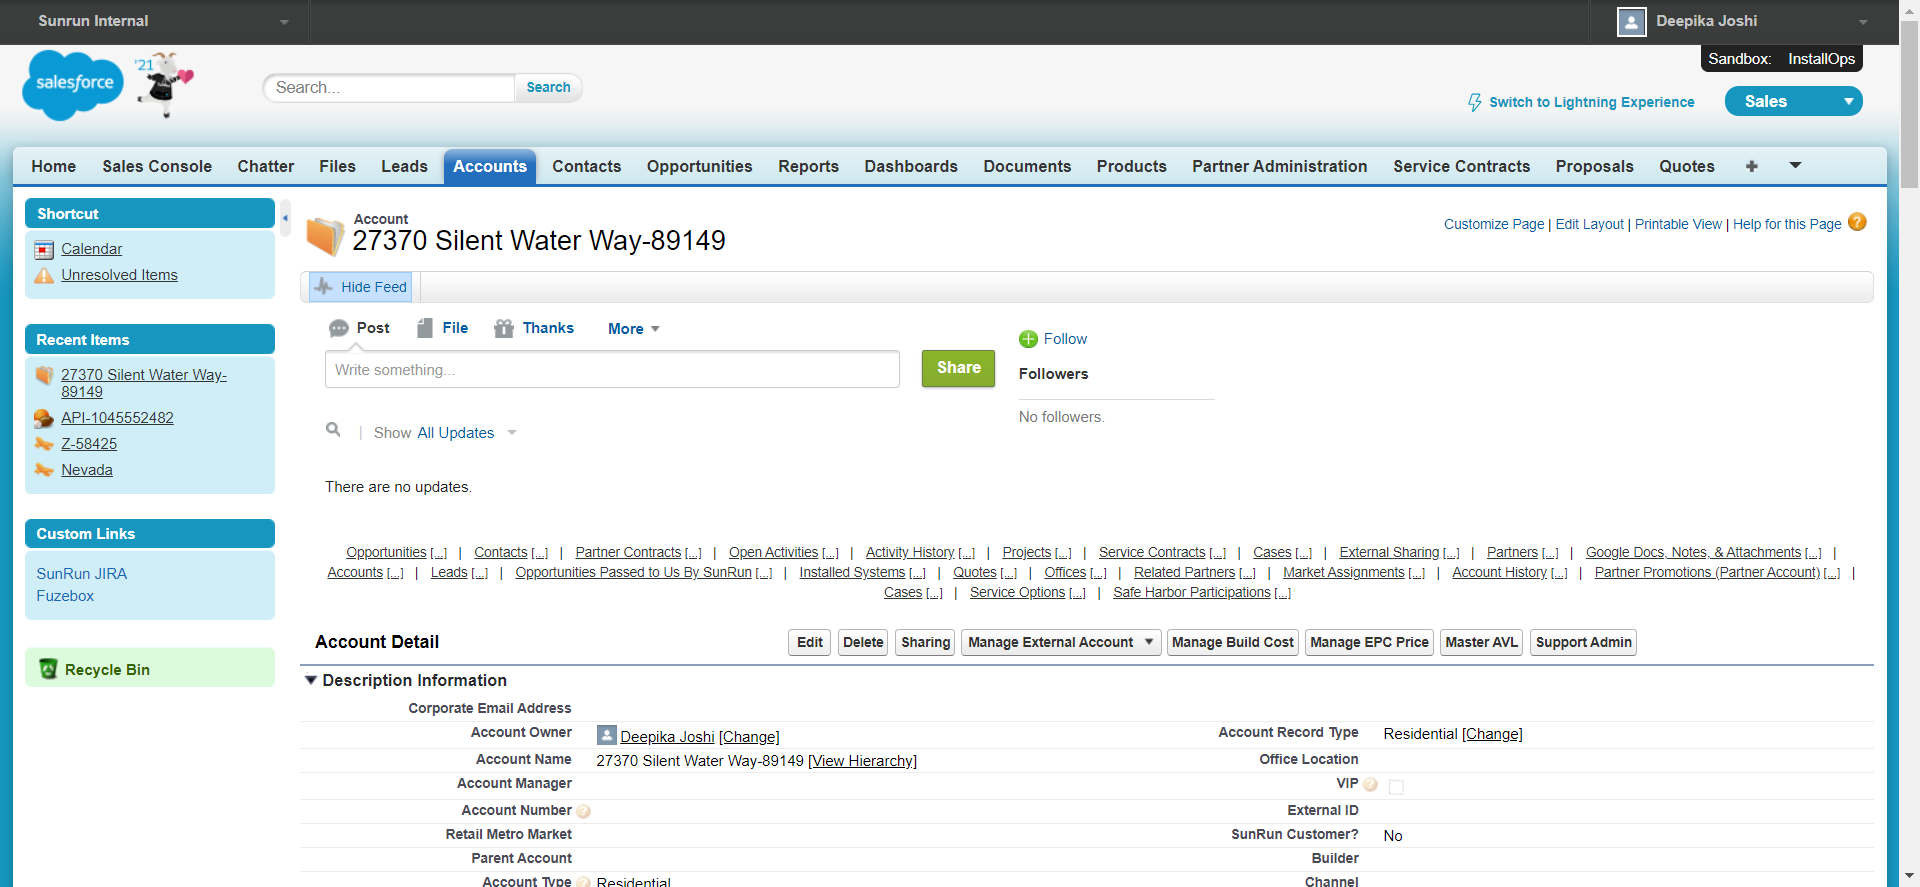 Sunrun Internal
Deepika Joshi
Sandbox: InstallOps
salesforce
'21
Search...
Search
Switch to Lightning Experience
Sales
Home Sales Console Chatter Files Leads Accounts Contacts Opportunities Reports Dashboards Documents Products Partner Administration Service Contracts Proposals Quotes +
Shortcut
Calendar
Unresolved Items
Recent Items
27370 Silent Water Way-
89149
API-1045552482
Z-58425
Nevada
Custom Links
SunRun JIRA
Fuzebox
Recycle Bin
Account
27370 Silent Water Way-89149
Customize Page | Edit Layout | Printable View | Help for this Page ?
Hide Feed
Post File Thanks More
Write something...
Share
Follow
Followers
No followers.
| Show All Updates
There are no updates.
Opportunities [...] | Contacts [...] | Partner Contracts [...] | Open Activities [...] | Activity History [...] | Projects [...] | Service Contracts [...] | Cases [...] | External Sharing [...] | Partners [...] | Google Docs, Notes, & Attachments [...] |
Accounts [...] | Leads [...] | Opportunities Passed to Us By SunRun [...] | Installed Systems [...] | Quotes [...] | Offices [...] | Related Partners [...] | Market Assignments [...] | Account History [...] | Partner Promotions (Partner Account) [...] |
Cases [...] | Service Options [...] | Safe Harbor Participations [...]
Account Detail
Edit Delete Sharing Manage External Account Manage Build Cost Manage EPC Price Master AVL Support Admin
Description Information
Corporate Email Address
Account Owner Deepika Joshi [Change] Account Record Type Residential [Change]
Account Name 27370 Silent Water Way-89149 [View Hierarchy] Office Location
Account Manager VIP ?
Account Number ? External ID
Retail Metro Market SunRun Customer? No
Parent Account Builder
Account Type ? Residential Channel